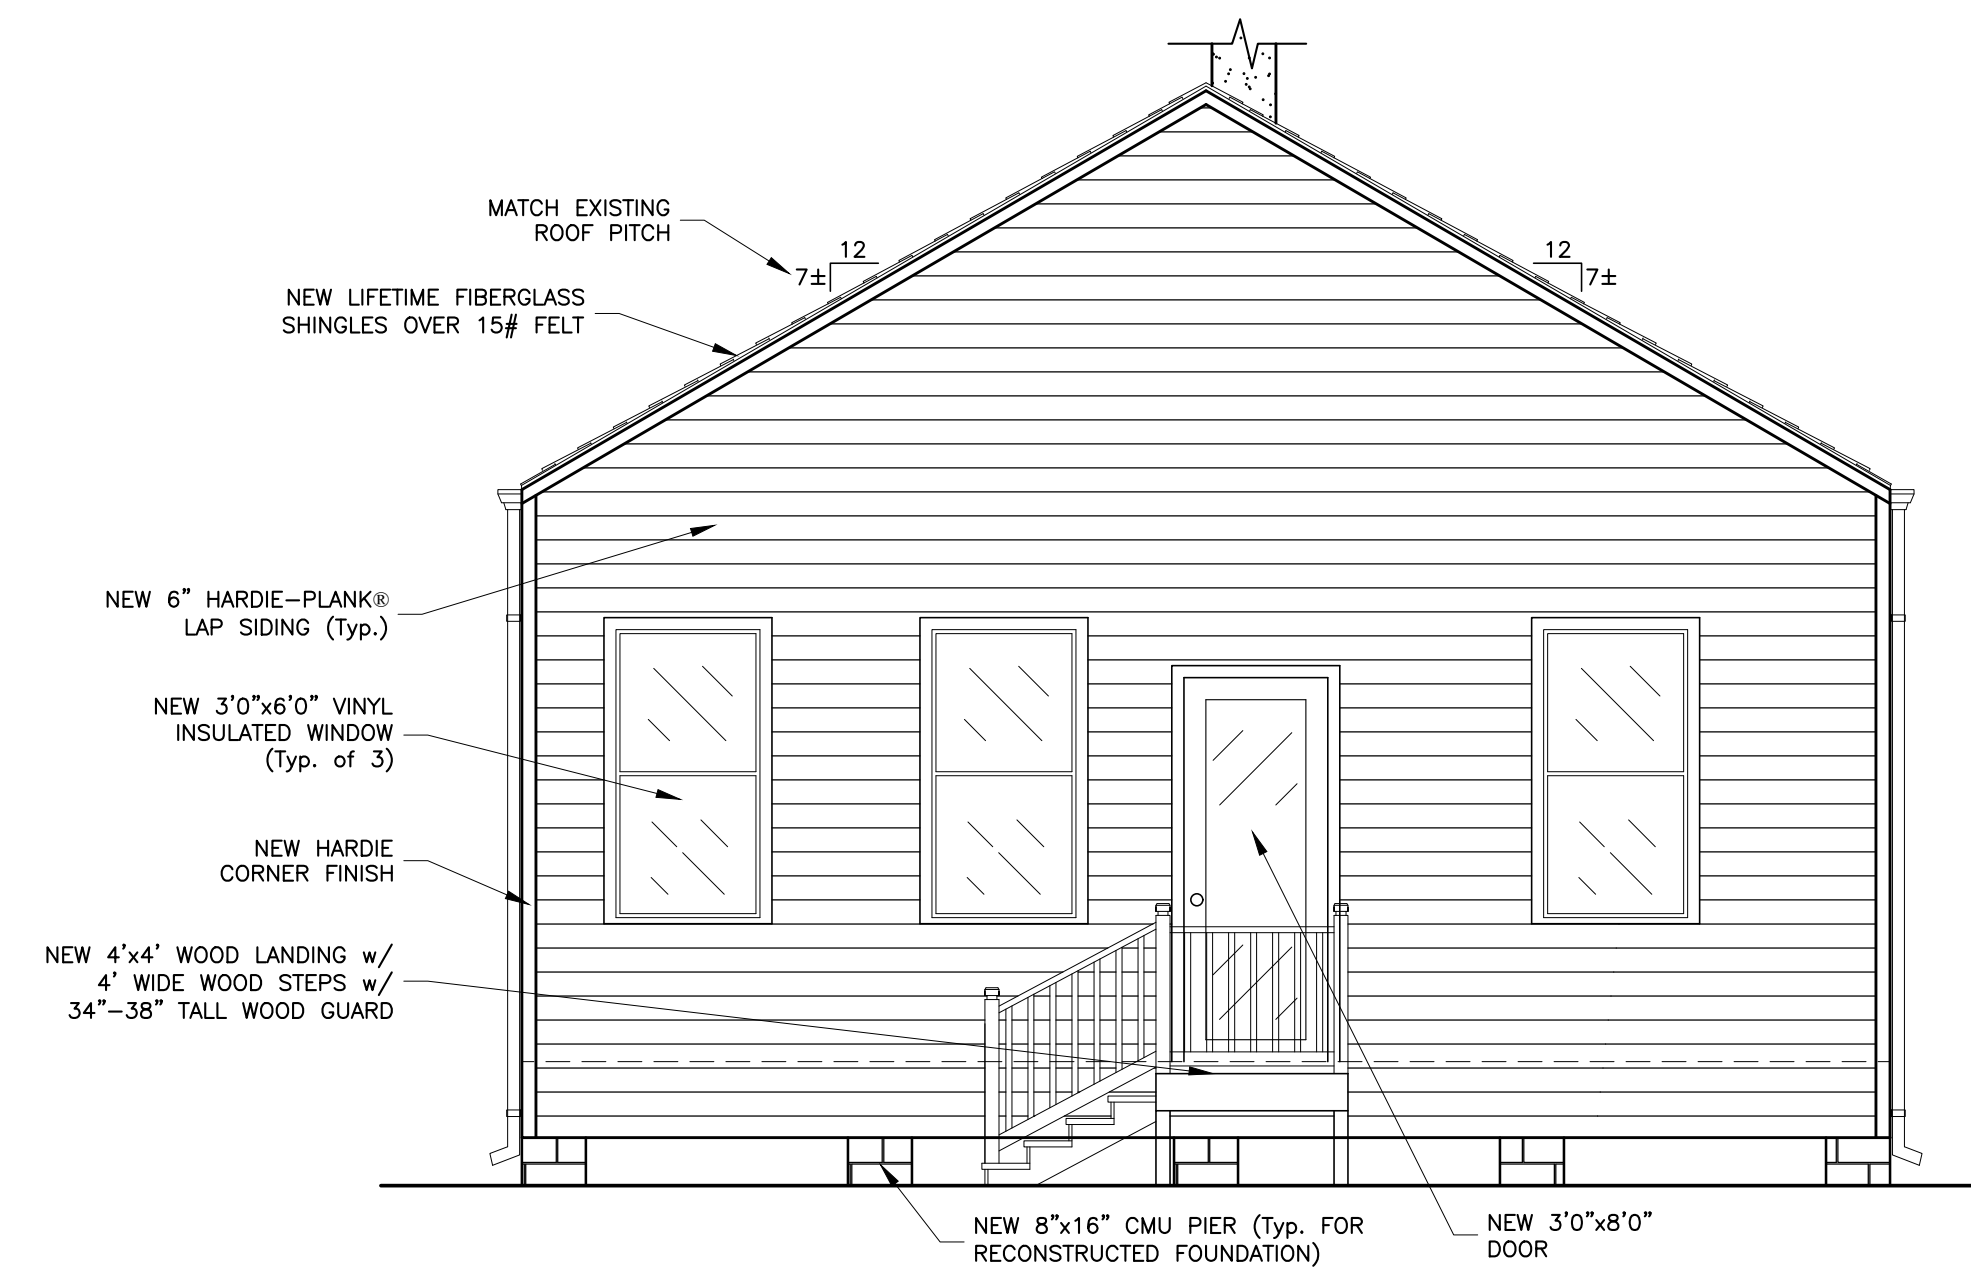 MATCH EXISTING
ROOF PITCH
12
7±
12
7±
NEW LIFETIME FIBERGLASS
SHINGLES OVER 15# FELT
NEW 6” HARDIE–PLANK®
LAP SIDING (Typ.)
NEW 3'0”x6'0” VINYL
INSULATED WINDOW
(Typ. of 3)
NEW HARDIE
CORNER FINISH
NEW 4'x4' WOOD LANDING w/
4' WIDE WOOD STEPS w/
34”–38” TALL WOOD GUARD
NEW 8”x16” CMU PIER (Typ. FOR
RECONSTRUCTED FOUNDATION)
NEW 3'0”x8'0”
DOOR